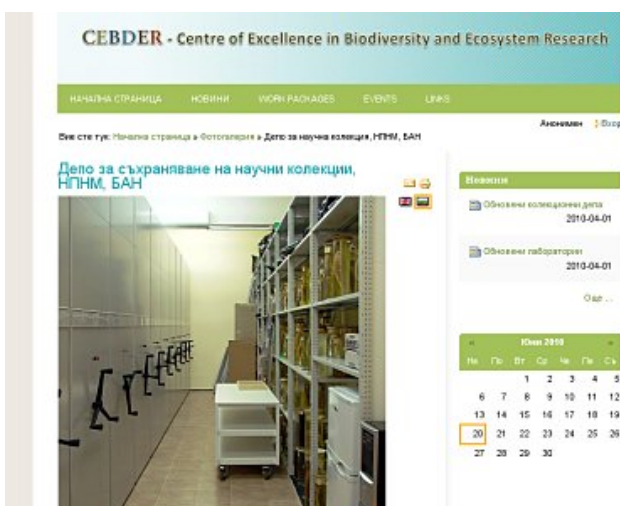 CEBDER - Centre of Excellence in Biodiversity and Ecosystem Research
НАЧАЛНА СТРАНИЦА НОВИНИ WORK PACKAGES EVENTS LINKS
Анонимен Вход
Вие сте тук: Начална страница » Фотогалерия » Депо за научна колекция, НПНМ, БАН
Депо за съхраняване на научни колекции,
НПНМ, БАН
Новини
Обновени колекционни депа
2010-04-01
Обновени лаборатории
2010-04-01
Още ...
« Юни 2010 »
Не По Вт Ср Че Пе Съ
1 2 3 4 5
6 7 8 9 10 11 12
13 14 15 16 17 18 19
20 21 22 23 24 25 26
27 28 29 30